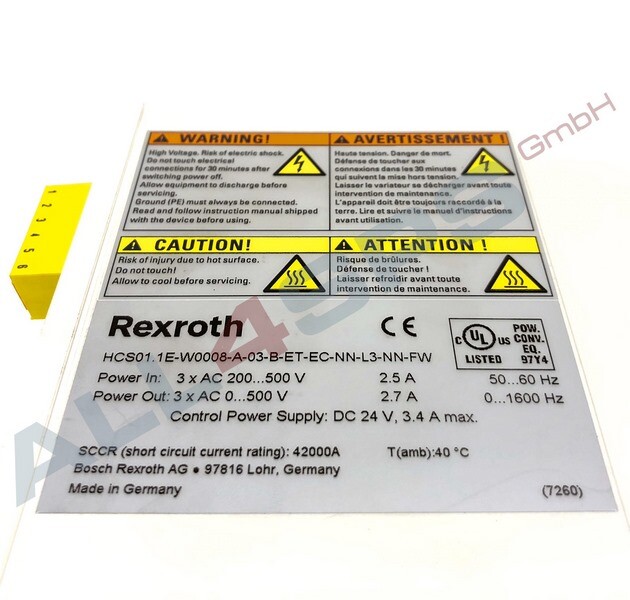 WARNING!
High Voltage. Risk of electric shock.
Do not touch electrical
connections for 30 minutes after
switching power off.
Allow equipment to discharge before
servicing.
Ground (PE) must always be connected.
Read and follow instruction manual shipped
with the device before using.
AVERTISSEMENT !
Haute tension. Danger de mort.
Défense de toucher aux
connexions dans les 30 minutes
qui suivent la mise hors tension.
Laisser le variateur se décharger avant toute
intervention de maintenance.
L'appareil doit être toujours raccordé à la
terre. Lire et suivre le manuel d'instructions
avant utilisation.
CAUTION!
Risk of injury due to hot surface.
Do not touch!
Allow to cool before servicing.
ATTENTION !
Risque de brûlures.
Défense de toucher !
Laisser refroidir avant toute
intervention de maintenance.
1
2
3
4
5
6
Rexroth
CE
C UL US
LISTED
POW.
CONV.
EQ.
97Y4
HCS01.1E-W0008-A-03-B-ET-EC-NN-L3-NN-FW
Power In: 3 x AC 200...500 V 2.5 A 50...60 Hz
Power Out: 3 x AC 0...500 V 2.7 A 0...1600 Hz
Control Power Supply: DC 24 V, 3.4 A max.
SCCR (short circuit current rating): 42000A T(amb):40 °C
Bosch Rexroth AG ● 97816 Lohr, Germany
Made in Germany (7260)
ALL4SPS GmbH